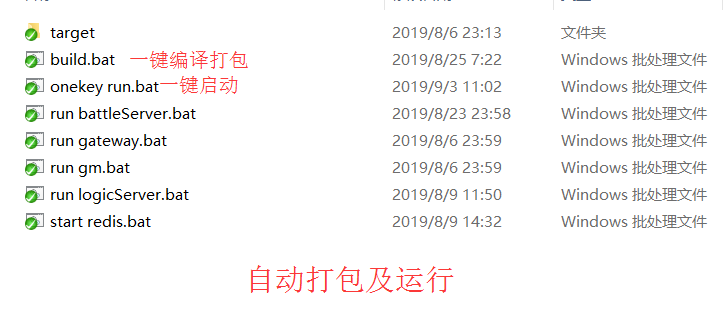 target 2019/8/6 23:13 文件夹
build.bat 一键编译打包 2019/8/25 7:22 Windows 批处理文件
onekey run.bat 一键启动 2019/9/3 11:02 Windows 批处理文件
run battleServer.bat 2019/8/23 23:58 Windows 批处理文件
run gateway.bat 2019/8/6 23:59 Windows 批处理文件
run gm.bat 2019/8/6 23:59 Windows 批处理文件
run logicServer.bat 2019/8/9 11:50 Windows 批处理文件
start redis.bat 2019/8/9 14:32 Windows 批处理文件
自动打包及运行